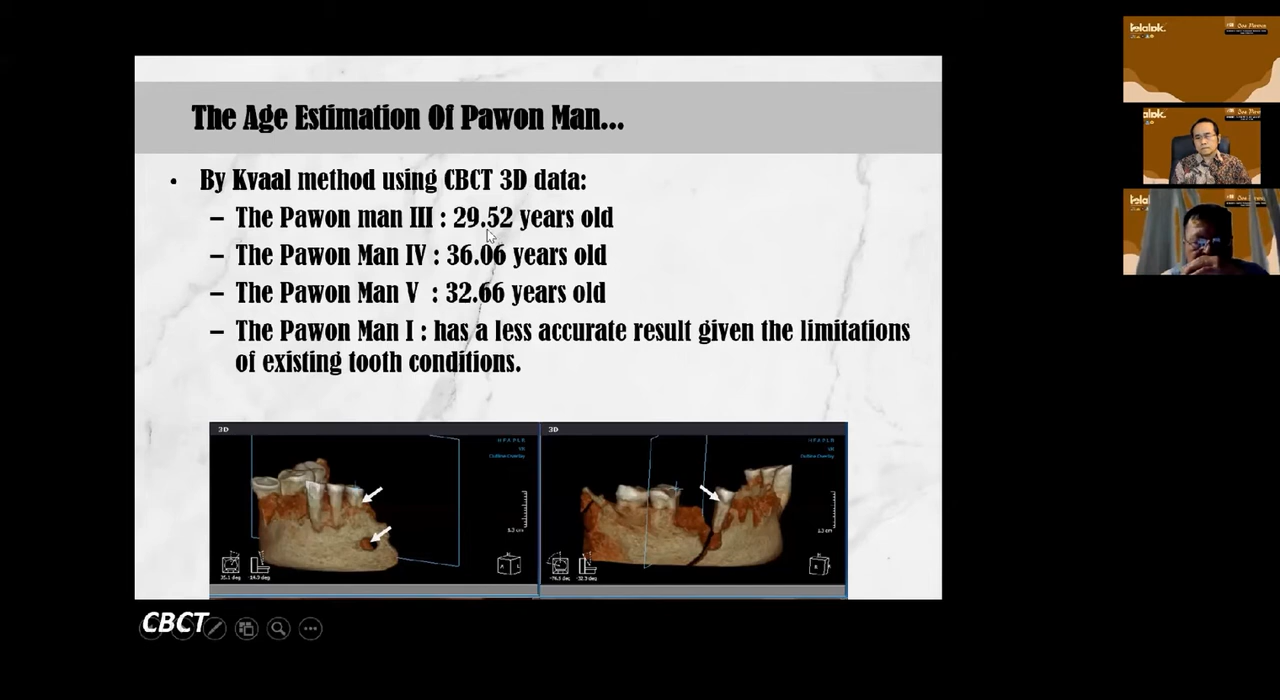 The Age Estimation Of Pawon Man...
• By Kvaal method using CBCT 3D data:
– The Pawon man III : 29.52 years old
– The Pawon Man IV : 36.06 years old
– The Pawon Man V : 32.66 years old
– The Pawon Man I : has a less accurate result given the limitations
of existing tooth conditions.
3D
3D
CBCT